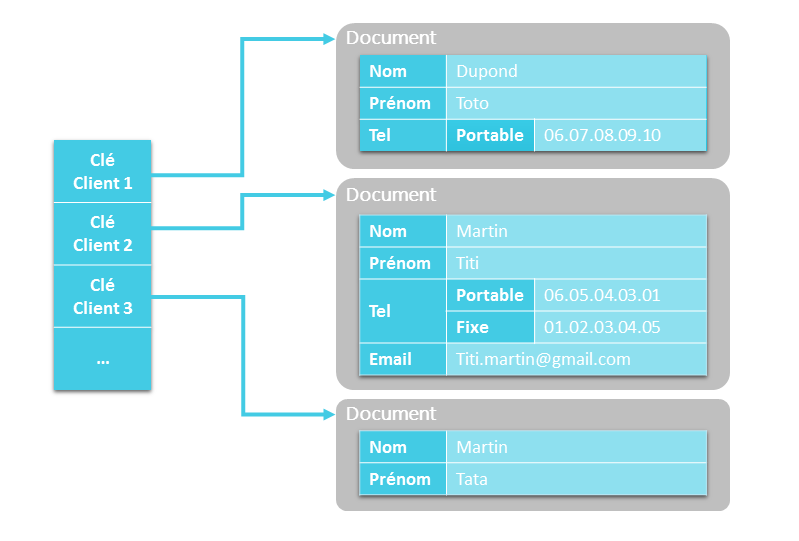 Clé
Client 1
Clé
Client 2
Clé
Client 3
...
Document
Nom Dupond
Prénom Toto
Tel Portable 06.07.08.09.10
Document
Nom Martin
Prénom Titi
Tel Portable 06.05.04.03.01
Fixe 01.02.03.04.05
Email Titi.martin@gmail.com
Document
Nom Martin
Prénom Tata